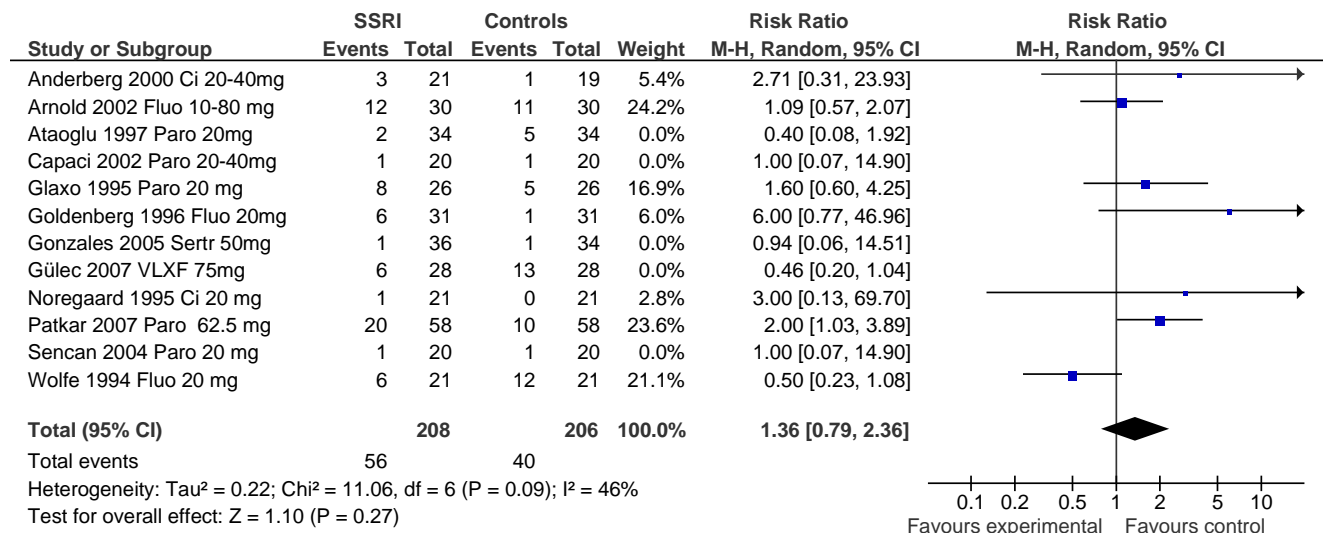 SSRI Controls Risk Ratio Risk Ratio
Study or Subgroup Events Total Events Total Weight M-H, Random, 95% CI M-H, Random, 95% CI
Anderberg 2000 Ci 20-40mg 3 21 1 19 5.4% 2.71 [0.31, 23.93]
Arnold 2002 Fluo 10-80 mg 12 30 11 30 24.2% 1.09 [0.57, 2.07]
Ataoglu 1997 Paro 20mg 2 34 5 34 0.0% 0.40 [0.08, 1.92]
Capaci 2002 Paro 20-40mg 1 20 1 20 0.0% 1.00 [0.07, 14.90]
Glaxo 1995 Paro 20 mg 8 26 5 26 16.9% 1.60 [0.60, 4.25]
Goldenberg 1996 Fluo 20mg 6 31 1 31 6.0% 6.00 [0.77, 46.96]
Gonzales 2005 Sertr 50mg 1 36 1 34 0.0% 0.94 [0.06, 14.51]
Gülec 2007 VLXF 75mg 6 28 13 28 0.0% 0.46 [0.20, 1.04]
Noregaard 1995 Ci 20 mg 1 21 0 21 2.8% 3.00 [0.13, 69.70]
Patkar 2007 Paro 62.5 mg 20 58 10 58 23.6% 2.00 [1.03, 3.89]
Sencan 2004 Paro 20 mg 1 20 1 20 0.0% 1.00 [0.07, 14.90]
Wolfe 1994 Fluo 20 mg 6 21 12 21 21.1% 0.50 [0.23, 1.08]
Total (95% CI) 208 206 100.0% 1.36 [0.79, 2.36]
Total events 56 40
Heterogeneity: Tau² = 0.22; Chi² = 11.06, df = 6 (P = 0.09); I² = 46%
Test for overall effect: Z = 1.10 (P = 0.27)
0.1 0.2 0.5 1 2 5 10
Favours experimental Favours control